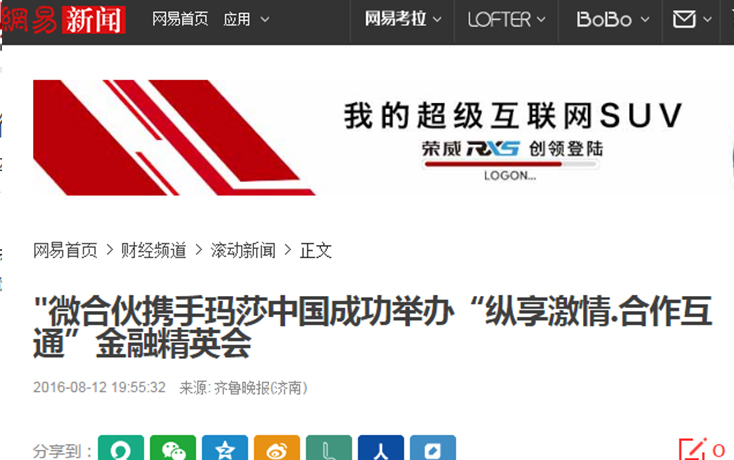 網易新闻 网易首页 应用 网易考拉 LOFTER BoBo
我的超级互联网SUV
荣威 RX5 创领登陆
LOGON...
网易首页 > 财经频道 > 滚动新闻 > 正文
"微合伙携手玛莎中国成功举办“纵享激情.合作互
通”金融精英会
2016-08-12 19:55:32 来源: 齐鲁晚报(济南)
分享到： 0